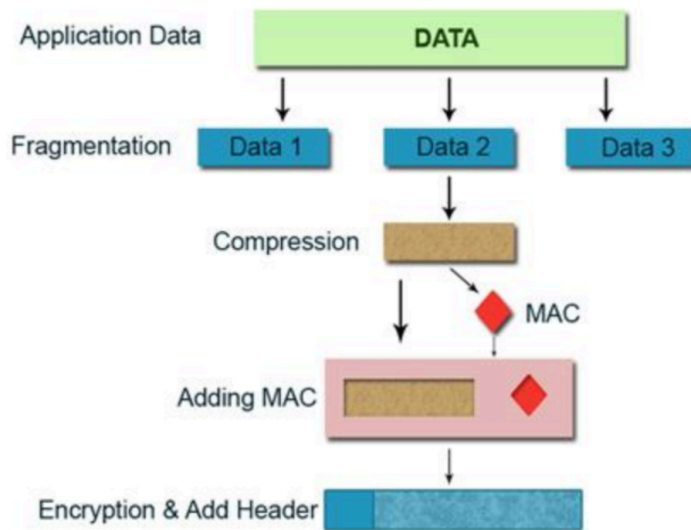 Application Data
DATA
Fragmentation
Data 1
Data 2
Data 3
Compression
MAC
Adding MAC
Encryption & Add Header